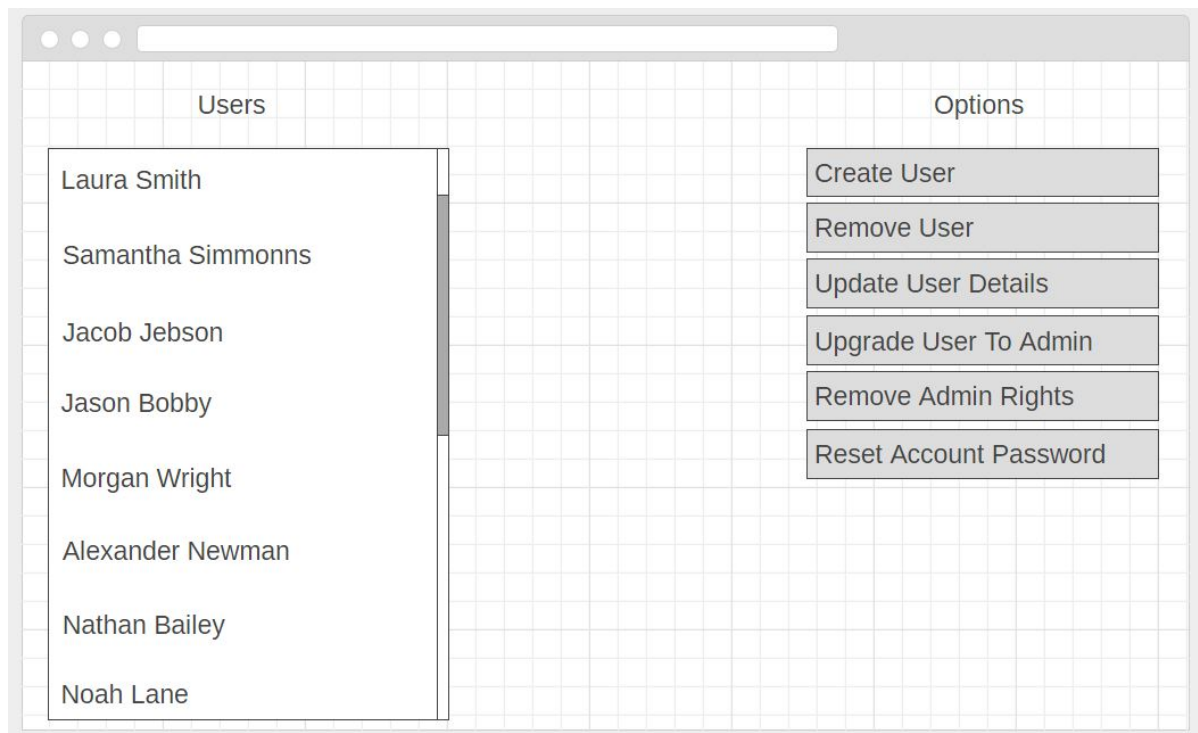 Users
Laura Smith
Samantha Simmonns
Jacob Jebson
Jason Bobby
Morgan Wright
Alexander Newman
Nathan Bailey
Noah Lane
Options
Create User
Remove User
Update User Details
Upgrade User To Admin
Remove Admin Rights
Reset Account Password